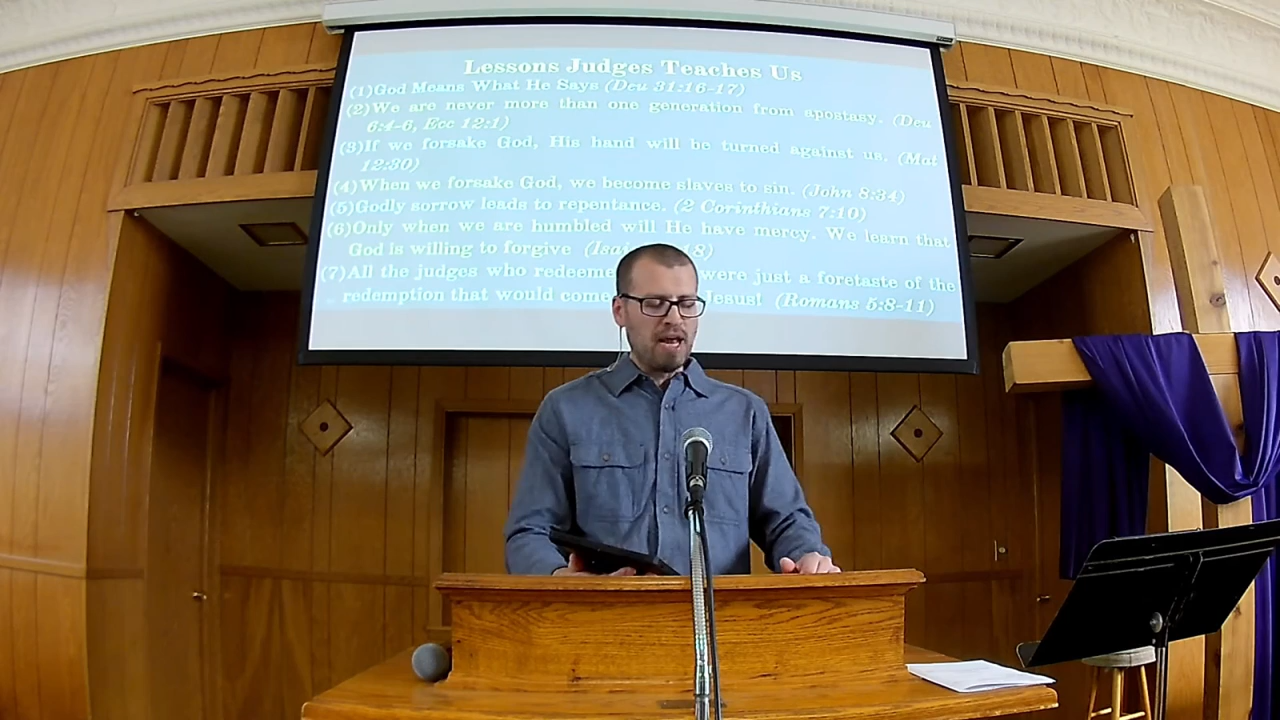 Lessons Judges Teaches Us
(1)God Means What He Says (Deu 31:16-17)
(2)We are never more than one generation from apostasy. (Deu
6:4-6, Ecc 12:1)
(3)If we forsake God, His hand will be turned against us. (Mat
12:30)
(4)When we forsake God, we become slaves to sin. (John 8:34)
(5)Godly sorrow leads to repentance. (2 Corinthians 7:10)
(6)Only when we are humbled will He have mercy. We learn that
God is willing to forgive
(7)All the judges who were just a foretaste of the
redemption that would come Jesus! (Romans 5:8-11)